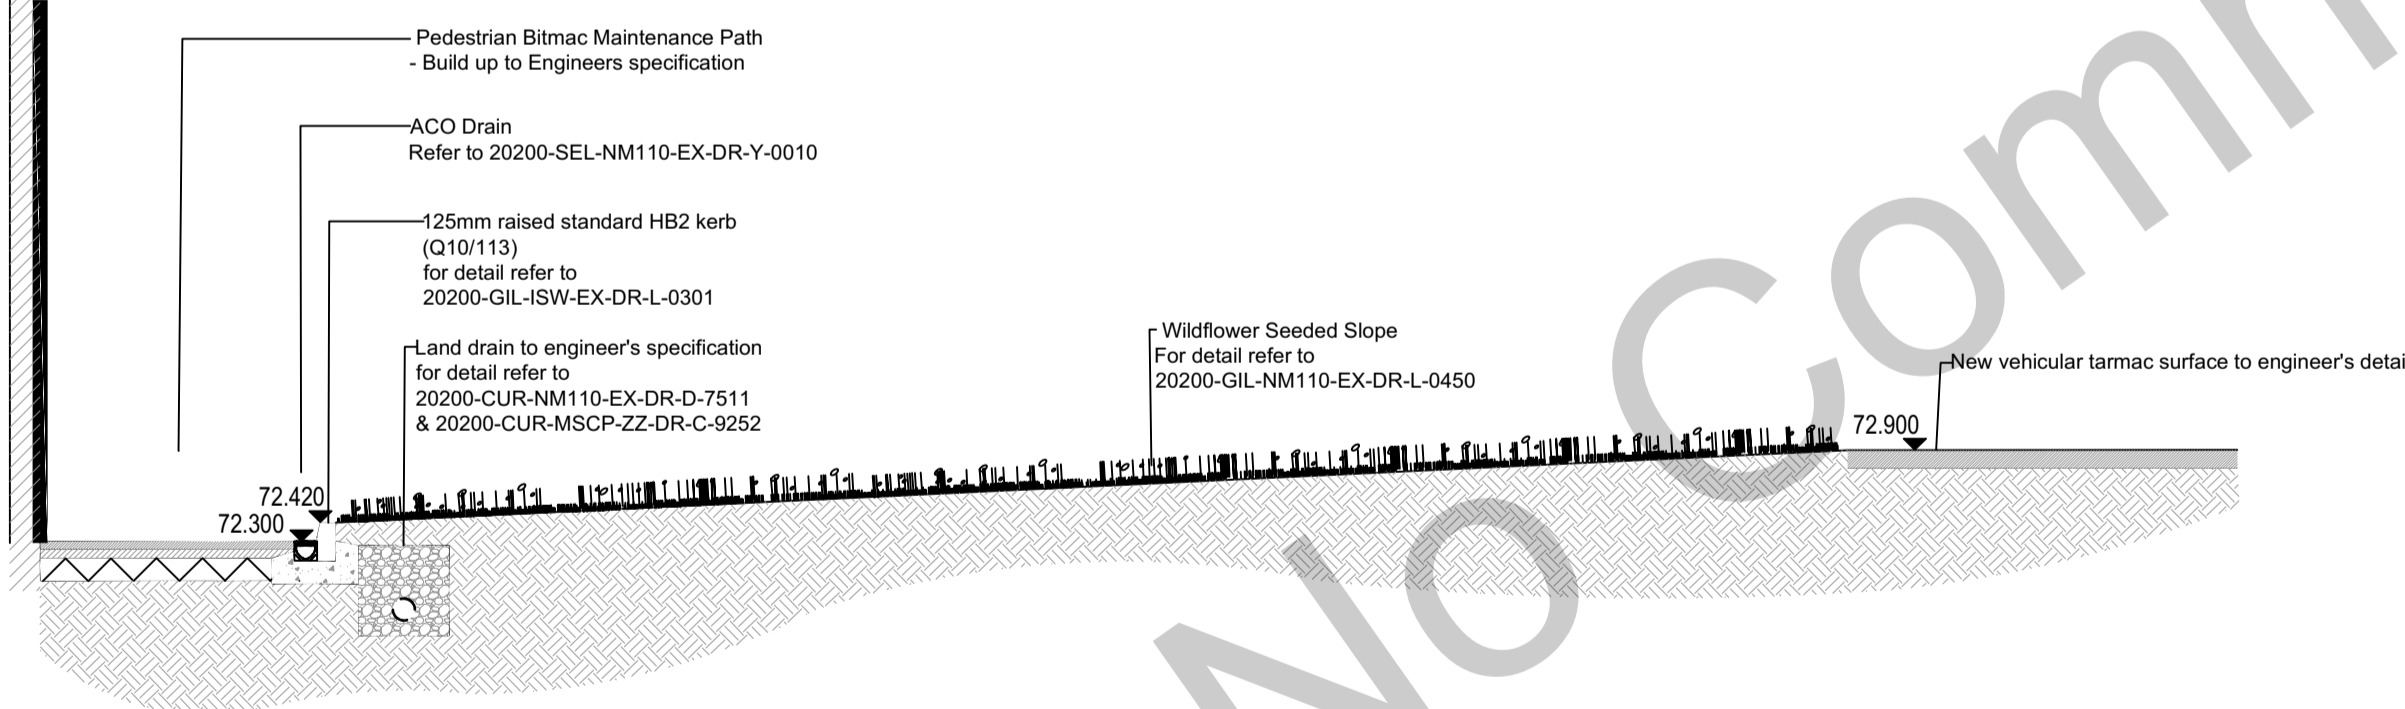 Pedestrian Bitmac Maintenance Path
- Build up to Engineers specification
ACO Drain
Refer to 20200-SEL-NM110-EX-DR-Y-0010
125mm raised standard HB2 kerb
(Q10/113)
for detail refer to
20200-GIL-ISW-EX-DR-L-0301
Land drain to engineer's specification
for detail refer to
20200-CUR-NM110-EX-DR-D-7511
& 20200-CUR-MSCP-ZZ-DR-C-9252
Wildflower Seeded Slope
For detail refer to
20200-GIL-NM110-EX-DR-L-0450
New vehicular tarmac surface to engineer's detai
72.900
72.420
72.300
No Com